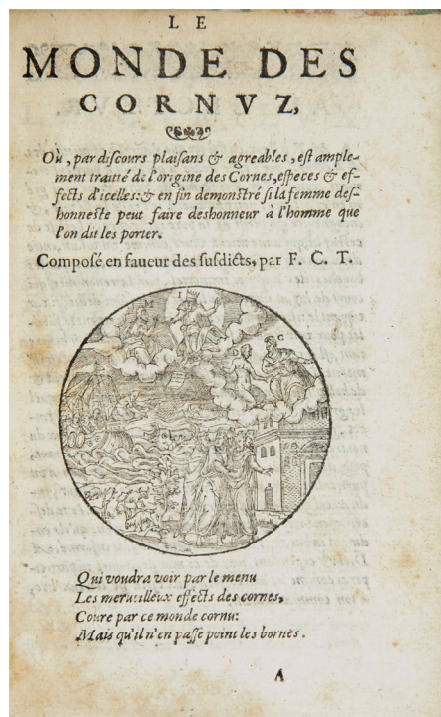 LE
MONDE DES
CORNVZ,
Où, par discours plaisans & agreables, est ample-
ment traitté de l'origine des Cornes, especes & ef-
fects d'icelles: & en fin demonstré si la femme des-
honneste peut faire deshonneur à l'homme que
l'on dit les porter.
Composé en faueur des susdicts, par F. C. T.
M I
G
Qui voudra voir par le menu
Les merueilleux effects des cornes,
Coure par ce monde cornu:
Mais qu'il n'en passe point les bornes.
A